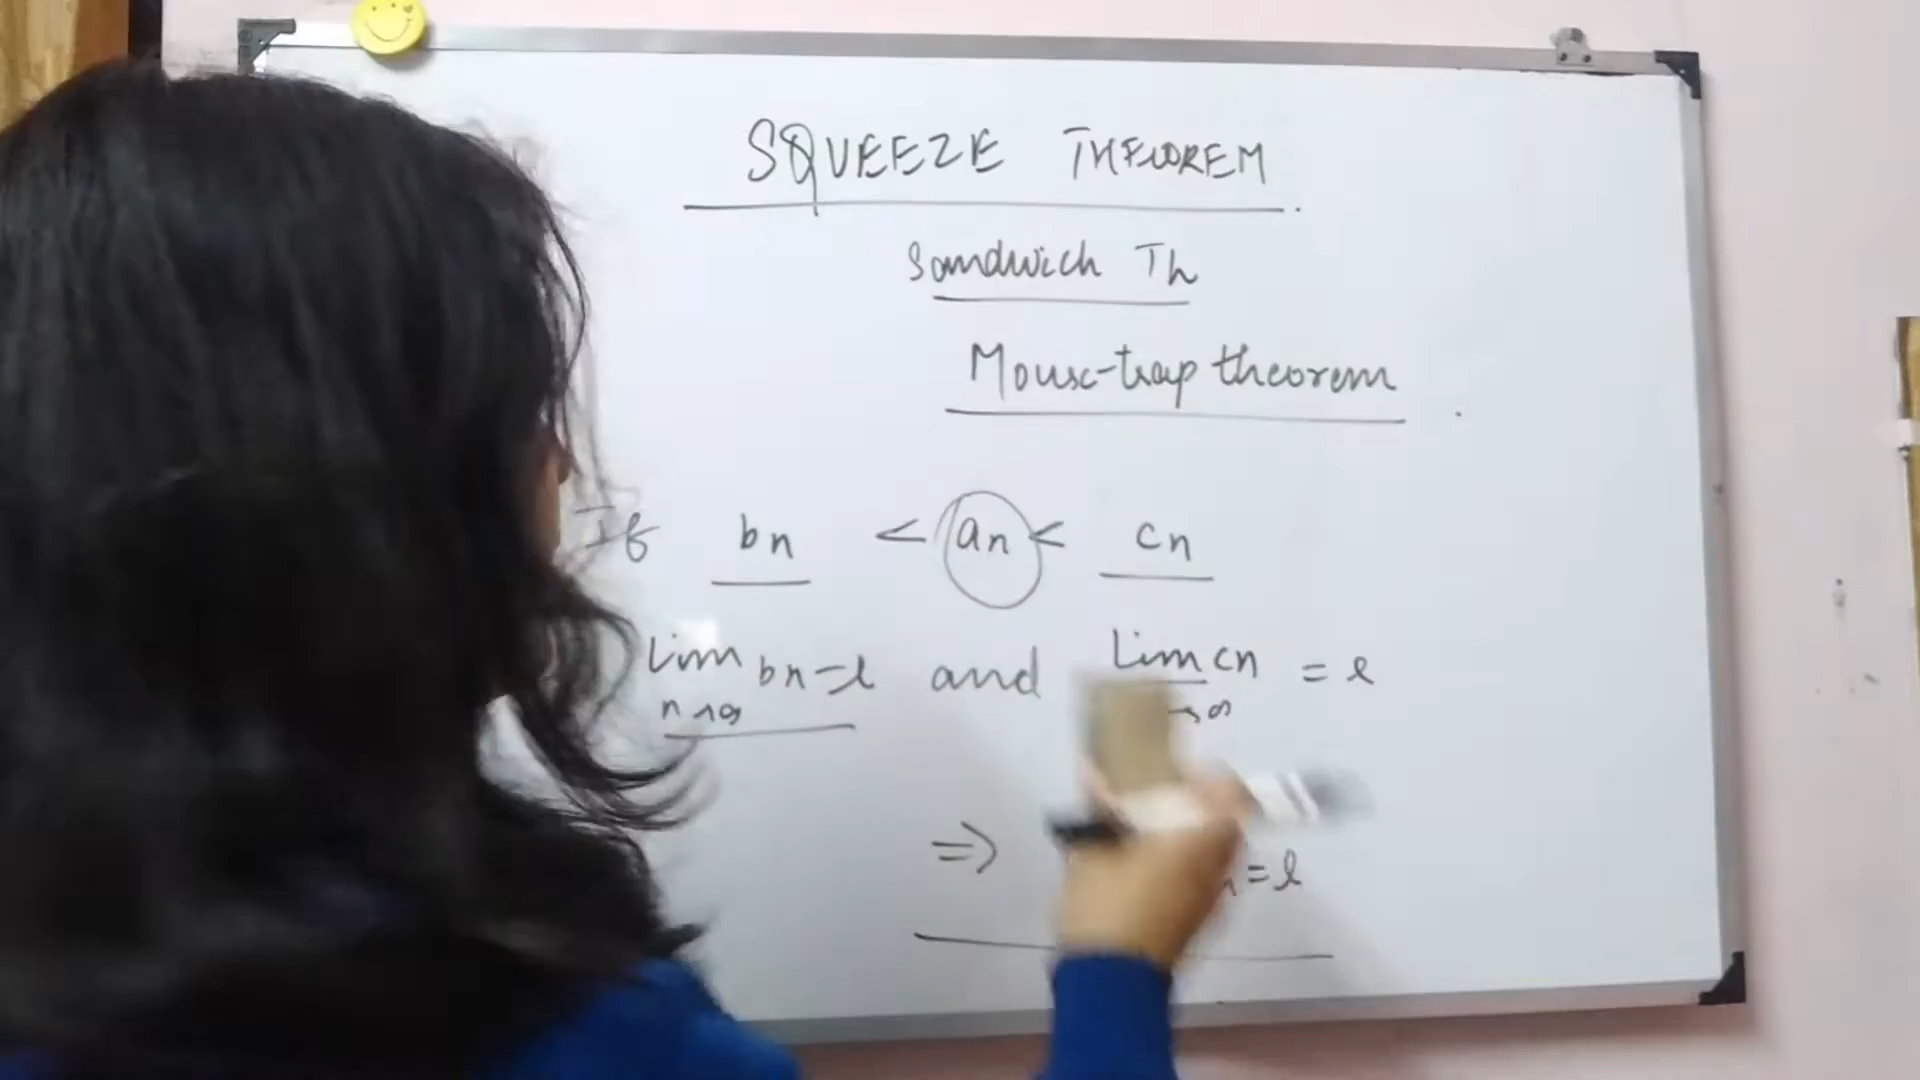 SQUEEZE THEOREM.
Sandwich Th
Mouse-trap theorem
If bn < an < cn
Lim bn = l and Lim cn = l
n→∞ →∞
⇒ n = l